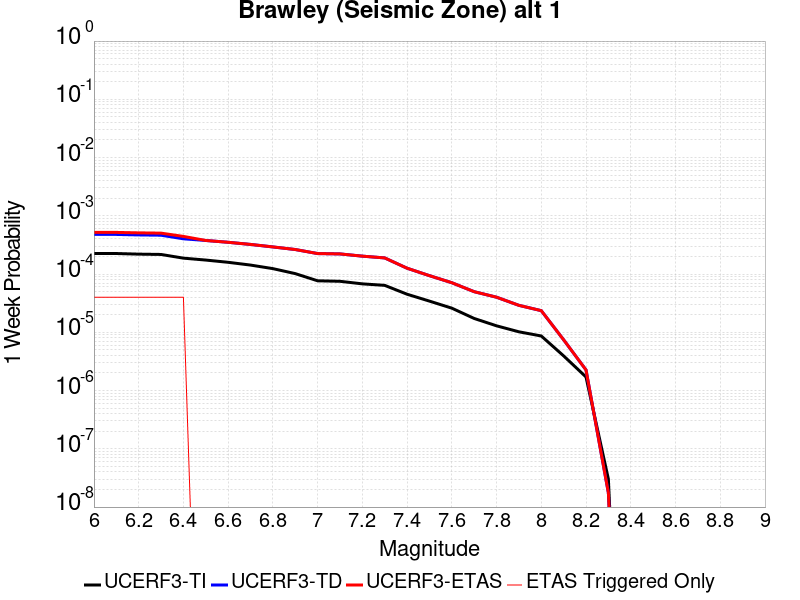 Brawley (Seismic Zone) alt 1
10^0
10^-1
10^-2
10^-3
10^-4
10^-5
10^-6
10^-7
10^-8
1 Week Probability
6 6.2 6.4 6.6 6.8 7 7.2 7.4 7.6 7.8 8 8.2 8.4 8.6 8.8 9
Magnitude
UCERF3-TI UCERF3-TD UCERF3-ETAS ETAS Triggered Only